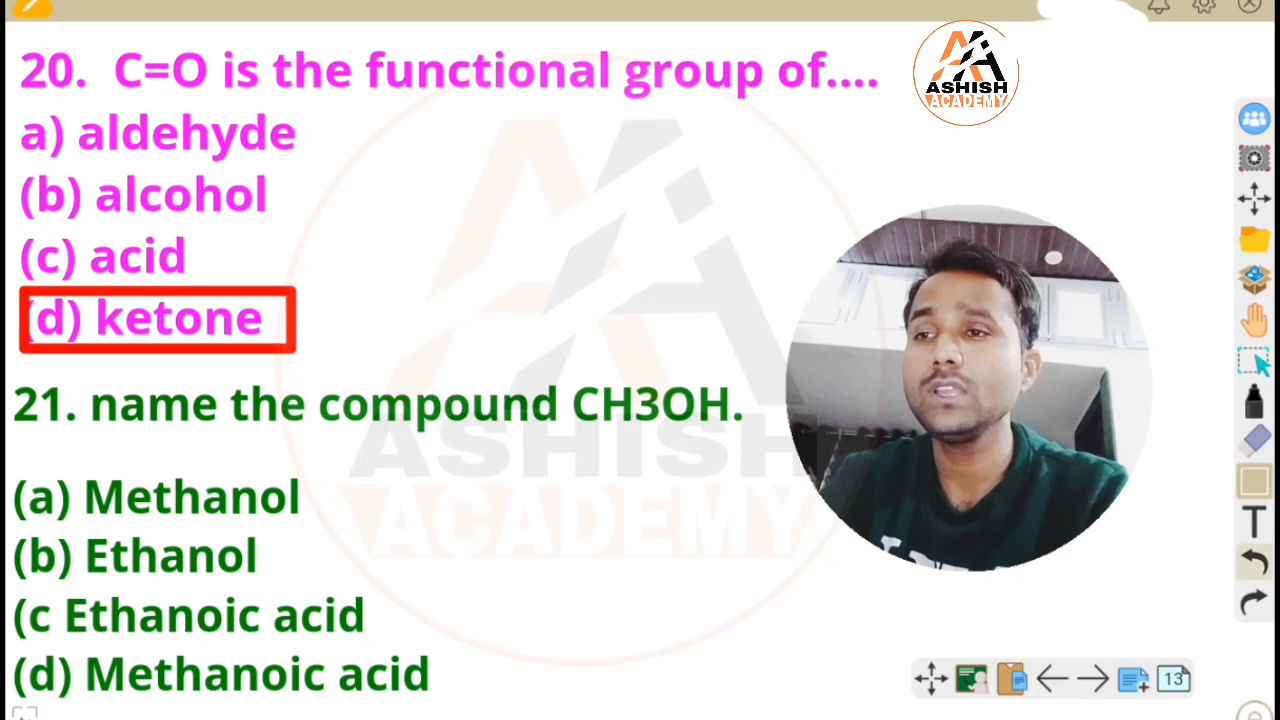 20. C=O is the functional group of....
ASHISH
ACADEMY
a) aldehyde
(b) alcohol
(c) acid
(d) ketone
21. name the compound CH3OH.
ASHISH
ACADEMY
(a) Methanol
(b) Ethanol
(c Ethanoic acid
(d) Methanoic acid
T
13